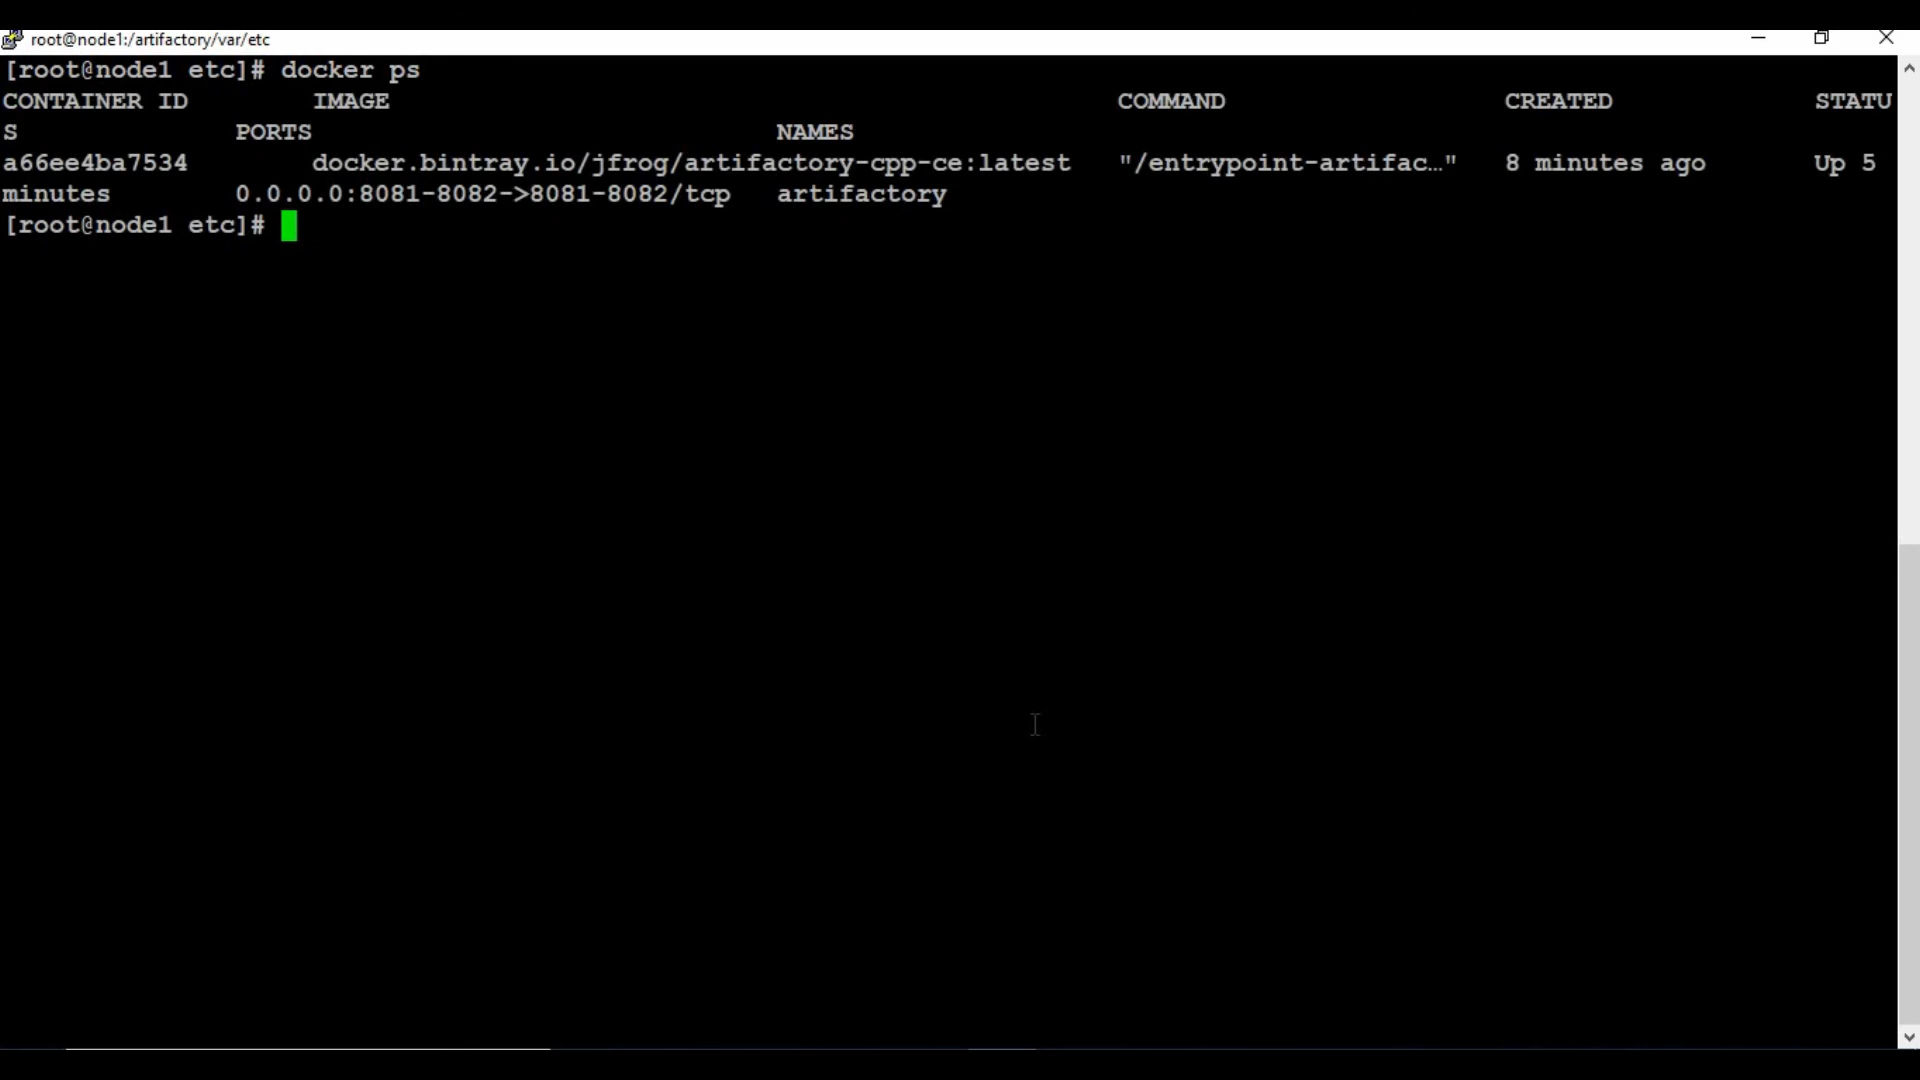 root@node1:/artifactory/var/etc
[root@node1 etc]# docker ps
CONTAINER ID        IMAGE                                               COMMAND                  CREATED             STATU
S              PORTS                              NAMES
a66ee4ba7534        docker.bintray.io/jfrog/artifactory-cpp-ce:latest   "/entrypoint-artifac…"   8 minutes ago       Up 5
minutes        0.0.0.0:8081-8082->8081-8082/tcp   artifactory
[root@node1 etc]#